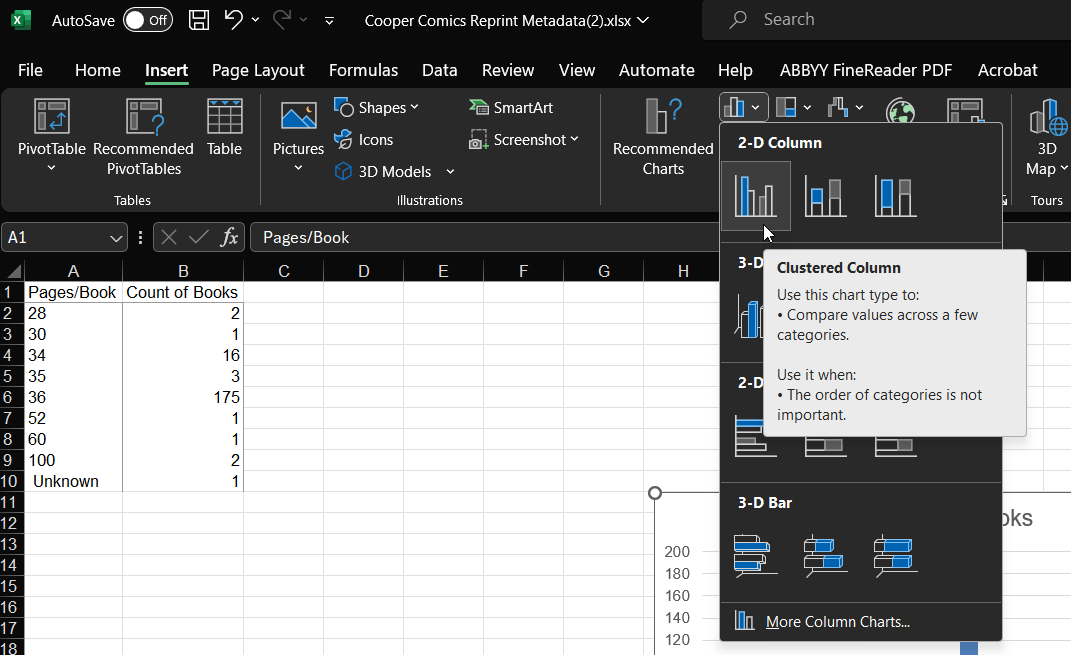 AutoSave Off Cooper Comics Reprint Metadata(2).xlsx Search
File Home Insert Page Layout Formulas Data Review View Automate Help ABBYY FineReader PDF Acrobat
PivotTable
Recommended
PivotTables
Table
Tables
Pictures
Shapes
Icons
3D Models
SmartArt
Screenshot
Illustrations
Recommended
Charts
3D
Map
Tours
2-D Column
3-D
2-D
3-D Bar
More Column Charts...
Clustered Column
Use this chart type to:
• Compare values across a few
categories.
Use it when:
• The order of categories is not
important.
A1 fx Pages/Book
A B C D E F G H
1 Pages/Book Count of Books
2 28 2
3 30 1
4 34 16
5 35 3
6 36 175
7 52 1
8 60 1
9 100 2
10 Unknown 1
11
12
13
14
15
16
17
18
200
180
160
140
120